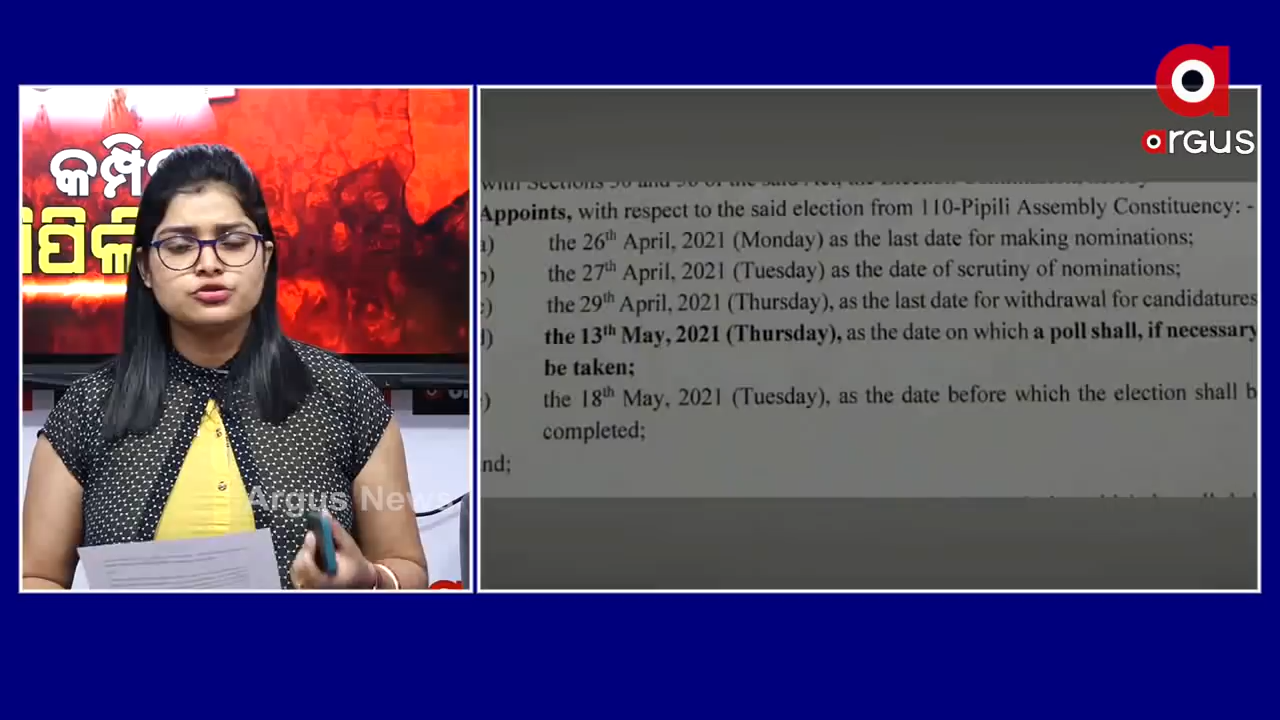 କମ୍ପି
ପିପିଲି
Argus News
argus
Appoints, with respect to the said election from 110-Pipili Assembly Constituency: -
the 26th April, 2021 (Monday) as the last date for making nominations;
the 27th April, 2021 (Tuesday) as the date of scrutiny of nominations;
the 29th April, 2021 (Thursday), as the last date for withdrawal for candidatures
the 13th May, 2021 (Thursday), as the date on which a poll shall, if necessary
be taken;
the 18th May, 2021 (Tuesday), as the date before which the election shall b
completed;
nd;